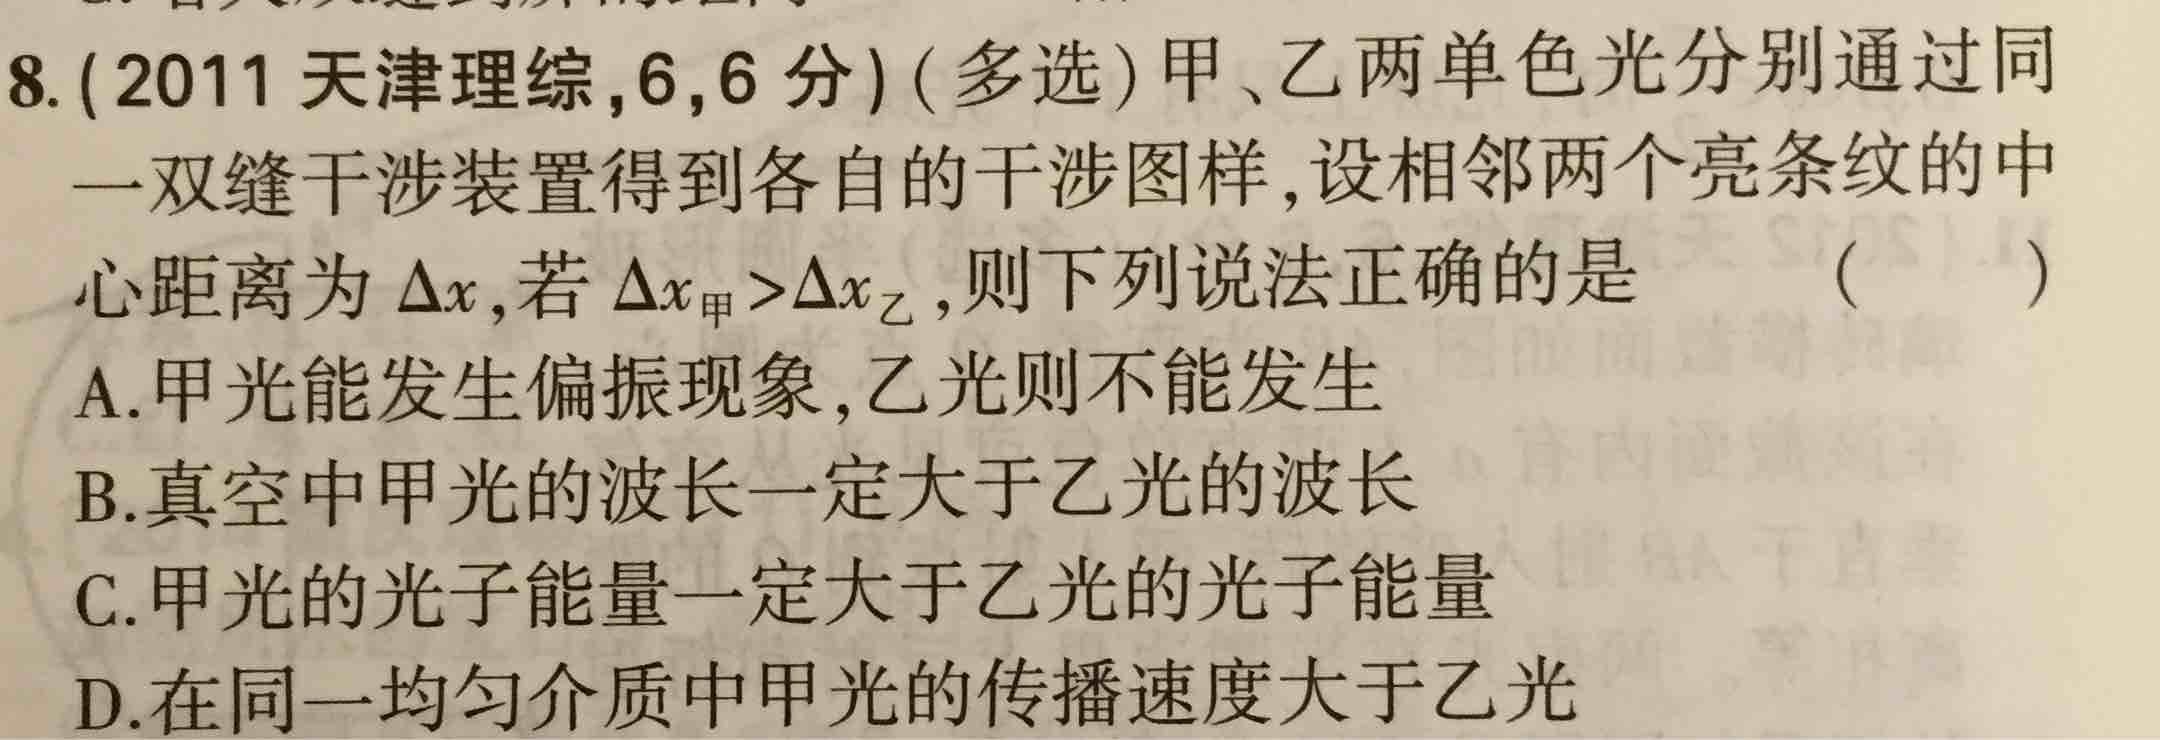 8.(2011 天津理综,6,6 分)(多选)甲、乙两单色光分别通过同
一双缝干涉装置得到各自的干涉图样,设相邻两个亮条纹的中
心距离为 Δx,若 Δx甲>Δx乙,则下列说法正确的是 ( )
A.甲光能发生偏振现象,乙光则不能发生
B.真空中甲光的波长一定大于乙光的波长
C.甲光的光子能量一定大于乙光的光子能量
D.在同一均匀介质中甲光的传播速度大于乙光